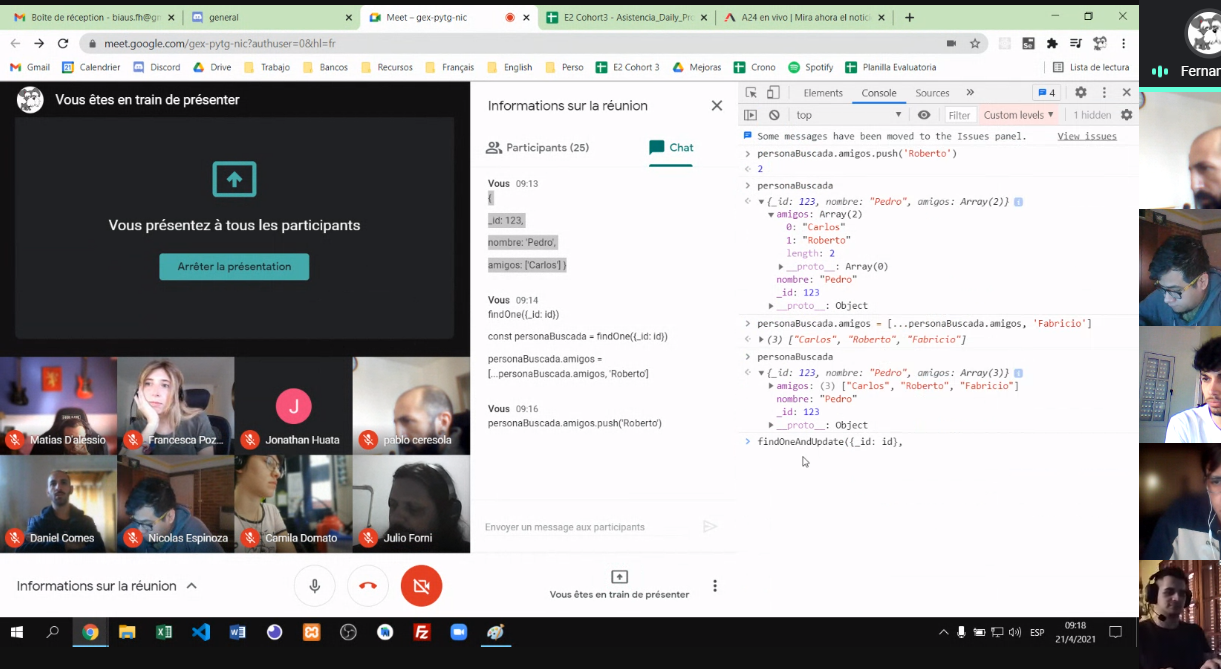 Boîte de réception - biaus.fh@gm
general
Meet – gex-pytg-nic
E2 Cohort3 - Asistencia_Daily_Pro
A24 en vivo | Mira ahora el notici
meet.google.com/gex-pytg-nic?authuser=0&hl=fr
Gmail
Calendrier
Discord
Drive
Trabajo
Bancos
Recursos
Français
English
Perso
E2 Cohort 3
Mejoras
Crono
Spotify
Planilla Evaluatoria
Lista de lectura
Fernar
Vous êtes en train de présenter
Vous présentez à tous les participants
Arrêter la présentation
Matias D'alessio
Francesca Poz...
J
Jonathan Huata
pablo ceresola
Daniel Comes
Nicolas Espinoza
Camila Domato
Julio Forni
Informations sur la réunion
Participants (25)
Chat
Vous 09:13
{
_id: 123,
nombre: 'Pedro',
amigos: ['Carlos'] }
Vous 09:14
findOne({_id: id})
const personaBuscada = findOne({_id: id})
personaBuscada.amigos =
[...personaBuscada.amigos, 'Roberto']
Vous 09:16
personaBuscada.amigos.push('Roberto')
Envoyer un message aux participants
Elements
Console
Sources
»
4
top
Filter
Custom levels
1 hidden
Some messages have been moved to the Issues panel.
View issues
personaBuscada.amigos.push('Roberto')
2
personaBuscada
{_id: 123, nombre: "Pedro", amigos: Array(2)}
amigos: Array(2)
0: "Carlos"
1: "Roberto"
length: 2
__proto__: Array(0)
nombre: "Pedro"
_id: 123
__proto__: Object
personaBuscada.amigos = [...personaBuscada.amigos, 'Fabricio']
(3) ["Carlos", "Roberto", "Fabricio"]
personaBuscada
{_id: 123, nombre: "Pedro", amigos: Array(3)}
amigos: (3) ["Carlos", "Roberto", "Fabricio"]
nombre: "Pedro"
_id: 123
__proto__: Object
findOneAndUpdate({_id: id},
Informations sur la réunion
Vous êtes en train de présenter
ESP
09:18
21/4/2021